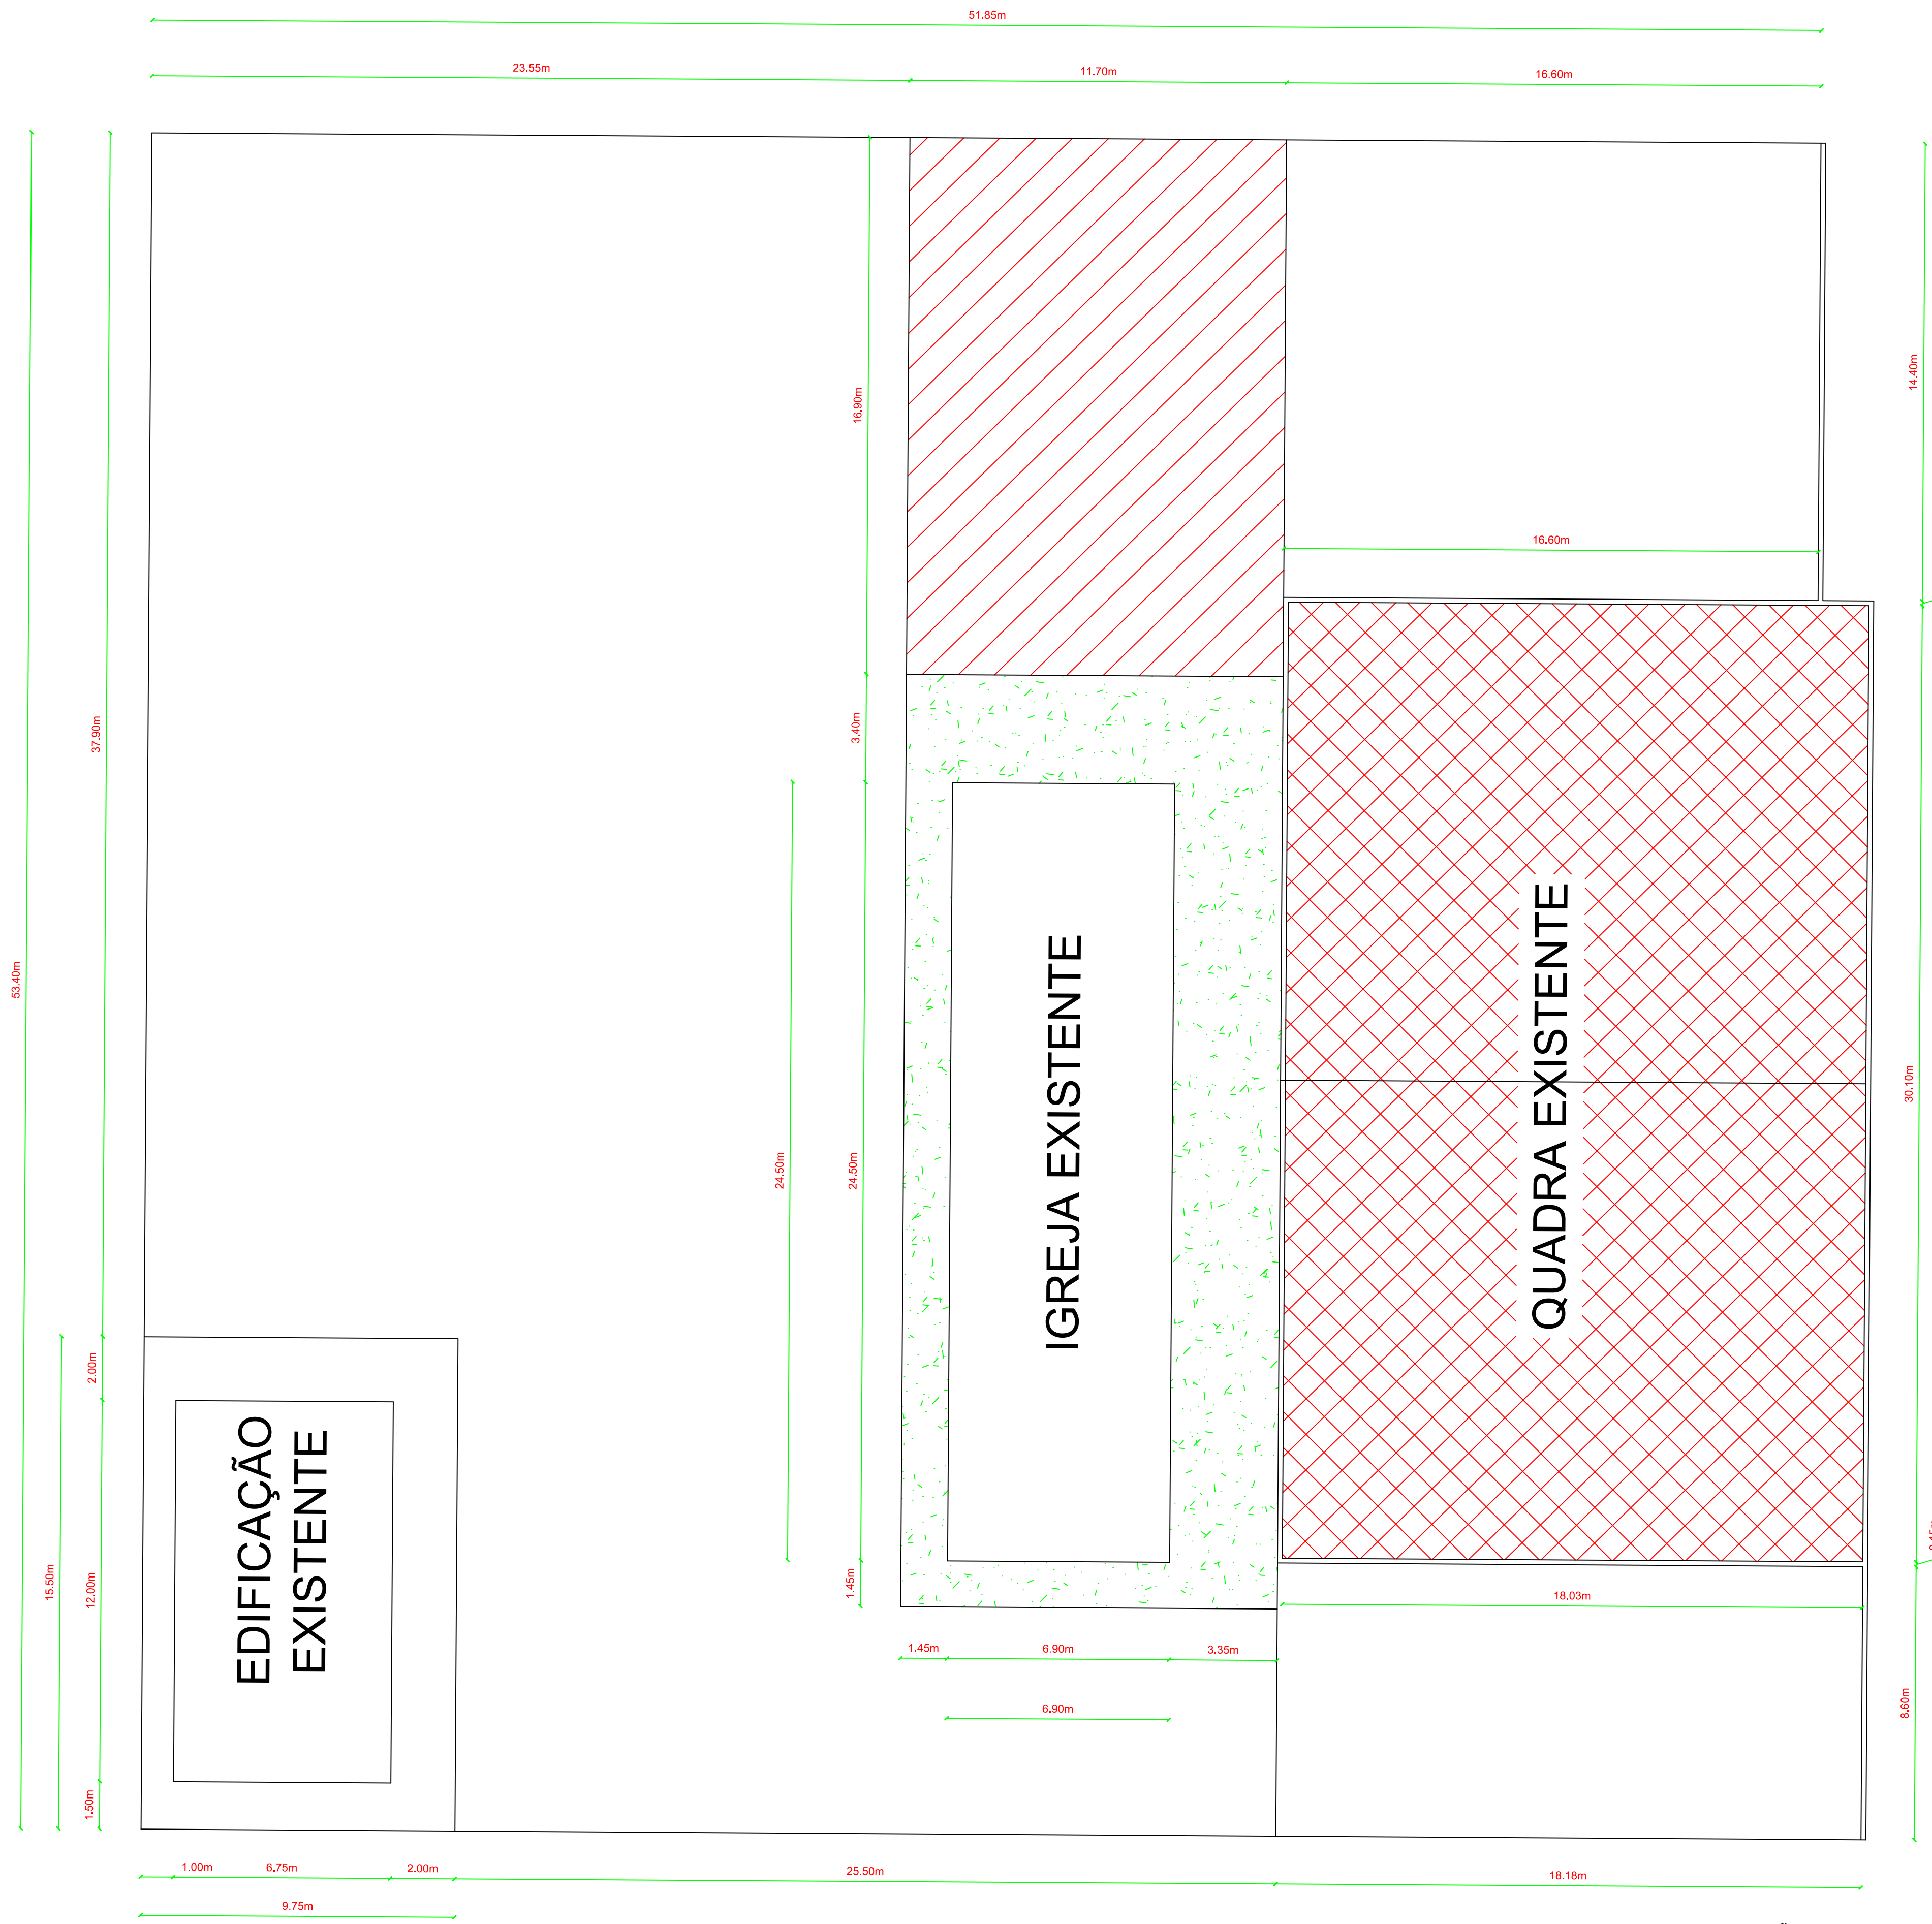 51.85m
23.55m
11.70m
16.60m
14.40m
16.90m
16.60m
37.90m
3.40m
53.40m
24.50m
24.50m
IGREJA EXISTENTE
QUADRA EXISTENTE
30.10m
2.00m
15.50m
12.00m
EDIFICAÇÃO
EXISTENTE
1.45m
18.03m
1.45m
6.90m
3.35m
6.90m
8.60m
1.50m
1.00m
6.75m
2.00m
25.50m
18.18m
9.75m